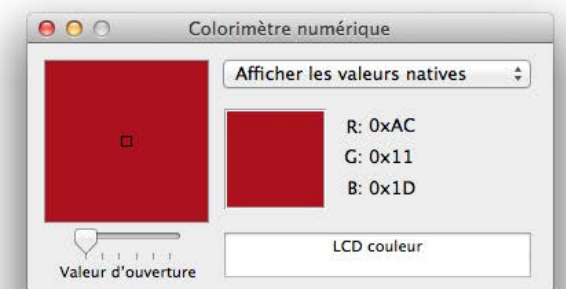 Colorimètre numérique
Afficher les valeurs natives
R: 0xAC
G: 0x11
B: 0x1D
Valeur d'ouverture
LCD couleur